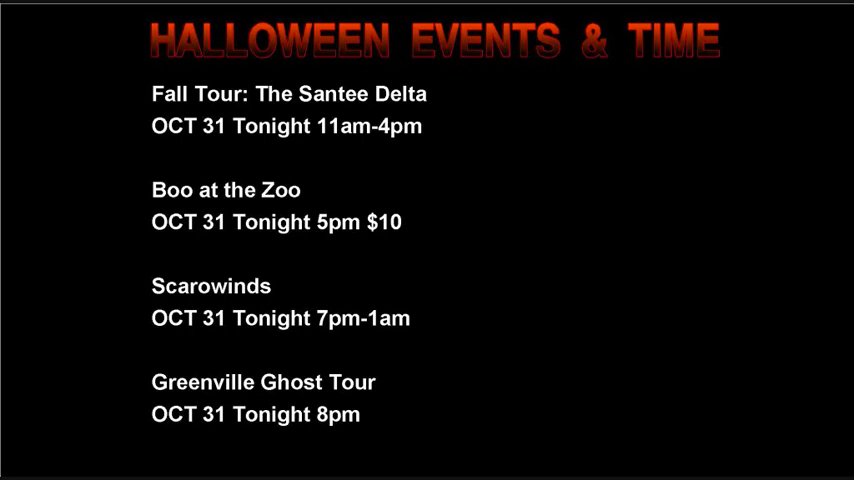 HALLOWEEN EVENTS & TIME
Fall Tour: The Santee Delta
OCT 31 Tonight 11am-4pm
Boo at the Zoo
OCT 31 Tonight 5pm $10
Scarowinds
OCT 31 Tonight 7pm-1am
Greenville Ghost Tour
OCT 31 Tonight 8pm